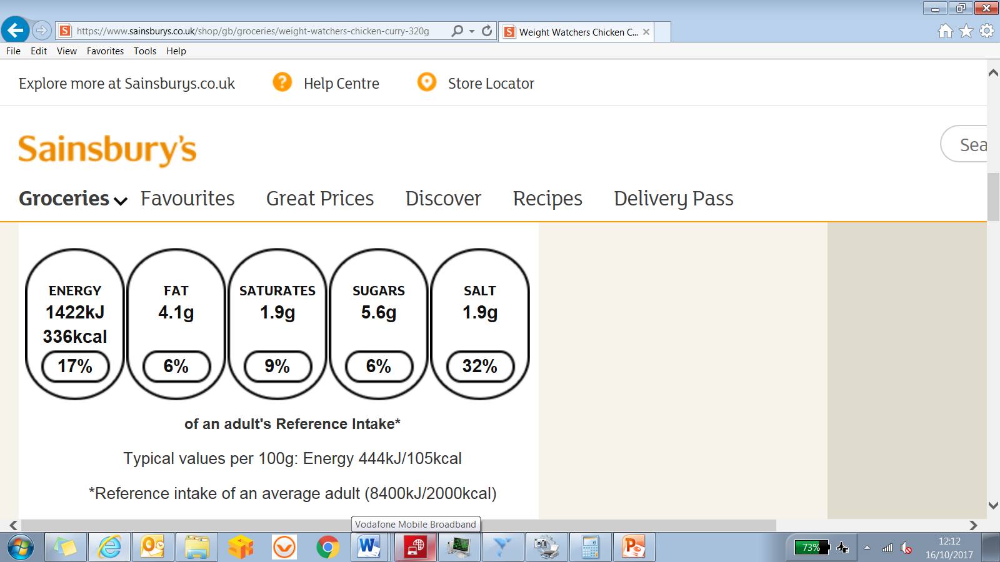 https://www.sainsburys.co.uk/shop/gb/groceries/weight-watchers-chicken-curry-320g
Weight Watchers Chicken C...
File Edit View Favorites Tools Help
Explore more at Sainsburys.co.uk ? Help Centre Store Locator
Sainsbury's
Sea
Groceries Favourites Great Prices Discover Recipes Delivery Pass
ENERGY FAT SATURATES SUGARS SALT
1422kJ 4.1g 1.9g 5.6g 1.9g
336kcal
17% 6% 9% 6% 32%
of an adult's Reference Intake*
Typical values per 100g: Energy 444kJ/105kcal
*Reference intake of an average adult (8400kJ/2000kcal)
Vodafone Mobile Broadband
73%
12:12
16/10/2017